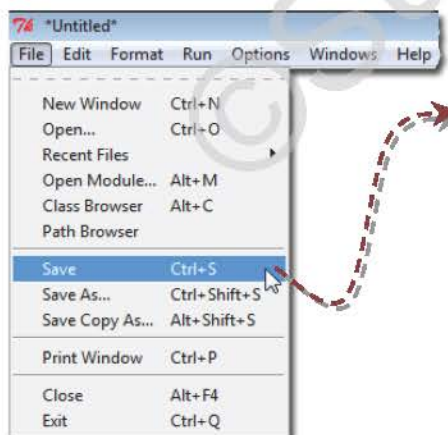 *Untitled*
File Edit Format Run Options Windows Help
New Window Ctrl+N
Open... Ctrl+O
Recent Files
Open Module... Alt+M
Class Browser Alt+C
Path Browser
Save Ctrl+S
Save As... Ctrl+Shift+S
Save Copy As... Alt+Shift+S
Print Window Ctrl+P
Close Alt+F4
Exit Ctrl+Q